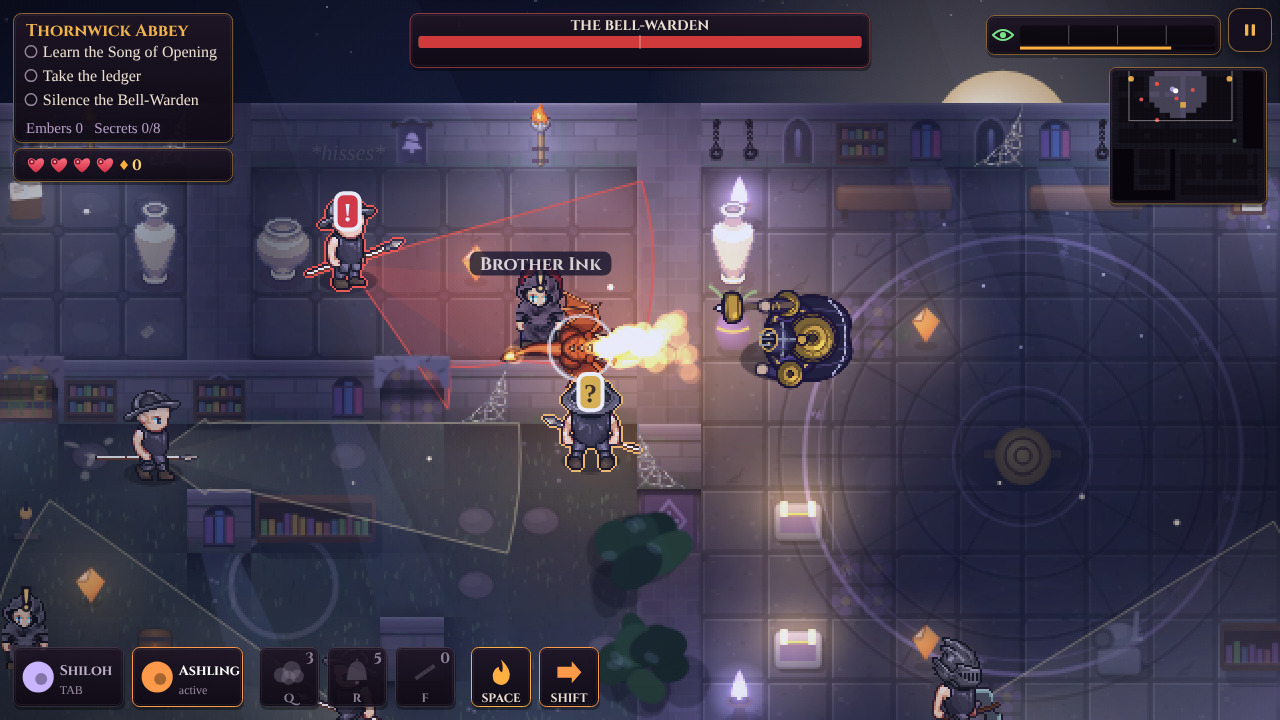 THORNWICK ABBEY
Learn the Song of Opening
Take the ledger
Silence the Bell-Warden
Embers 0 Secrets 0/8
0
THE BELL-WARDEN
*hisses*
!
BROTHER INK
?
SHILOH
TAB
ASHLING
active
3
Q
5
R
0
F
SPACE
SHIFT